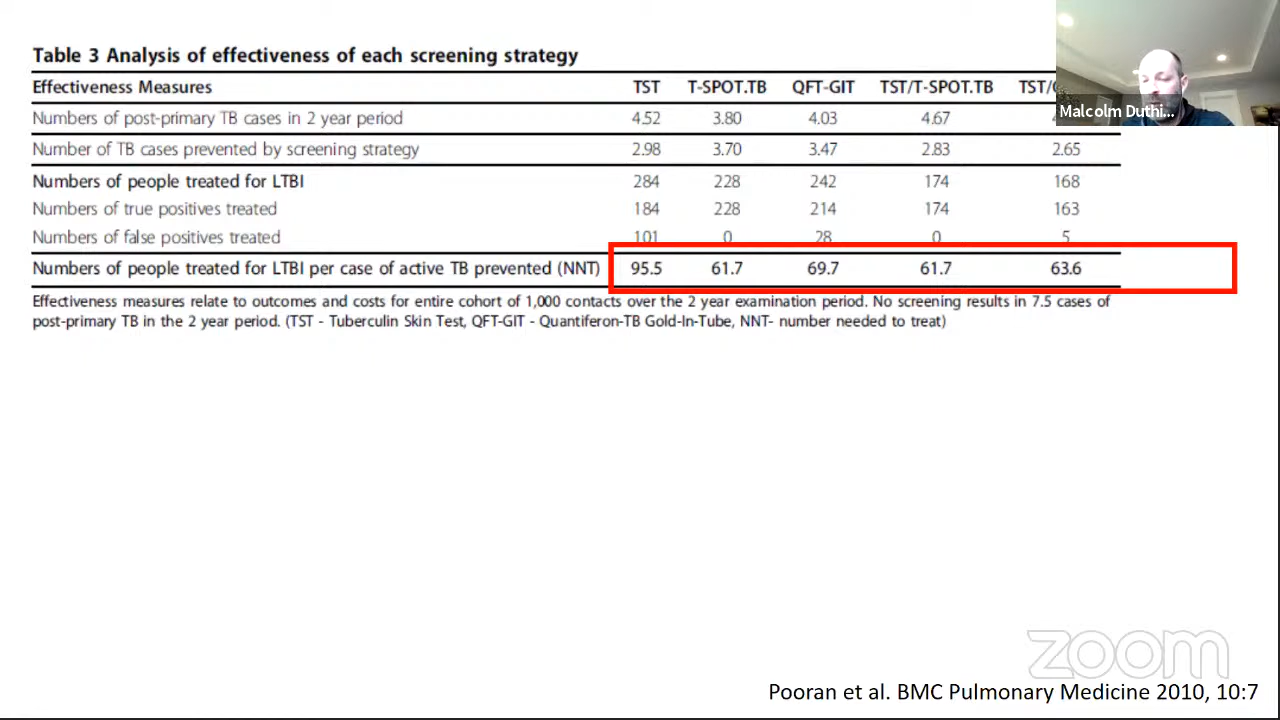 Table 3 Analysis of effectiveness of each screening strategy
Effectiveness Measures TST T-SPOT.TB QFT-GIT TST/T-SPOT.TB
Malcolm Duthi...
Numbers of post-primary TB cases in 2 year period 4.52 3.80 4.03 4.67
Number of TB cases prevented by screening strategy 2.98 3.70 3.47 2.83 2.65
Numbers of people treated for LTBI 284 228 242 174 168
Numbers of true positives treated 184 228 214 174 163
Numbers of false positives treated 101 0 28 0 5
Numbers of people treated for LTBI per case of active TB prevented (NNT) 95.5 61.7 69.7 61.7 63.6
Effectiveness measures relate to outcomes and costs for entire cohort of 1,000 contacts over the 2 year examination period. No screening results in 7.5 cases of
post-primary TB in the 2 year period. (TST - Tuberculin Skin Test, QFT-GIT - Quantiferon-TB Gold-In-Tube, NNT- number needed to treat)
zoom
Pooran et al. BMC Pulmonary Medicine 2010, 10:7